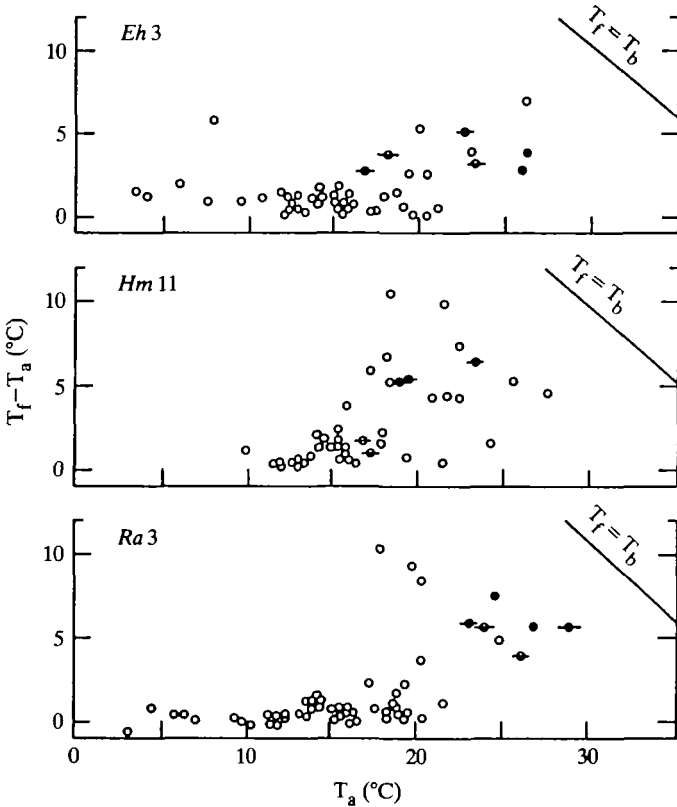 Eh 3
T_f = T_b
10
5
0
Hm 11
T_f = T_b
10
5
0
T_f−T_a (°C)
Ra 3
T_f = T_b
10
5
0
0
10
20
30
T_a (°C)